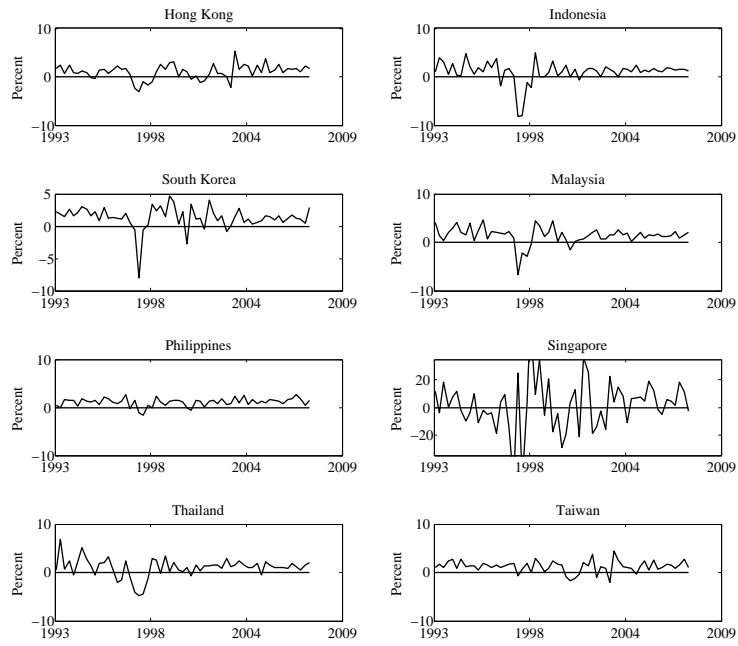 Hong Kong
Percent
10
0
−10
1993 1998 2004 2009
Indonesia
Percent
10
0
−10
1993 1998 2004 2009
South Korea
Percent
5
0
−5
−10
1993 1998 2004 2009
Malaysia
Percent
10
0
−10
1993 1998 2004 2009
Philippines
Percent
10
0
−10
1993 1998 2004 2009
Singapore
Percent
20
0
−20
1993 1998 2004 2009
Thailand
Percent
10
0
−10
1993 1998 2004 2009
Taiwan
Percent
10
0
−10
1993 1998 2004 2009